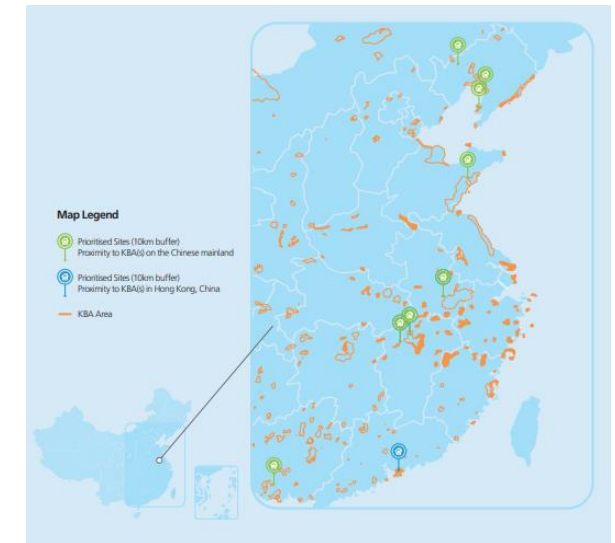 Map Legend
Prioritised Sites (10km buffer)
Proximity to KBA(s) on the Chinese mainland
Prioritised Sites (10km buffer)
Proximity to KBA(s) in Hong Kong, China
KBA Area